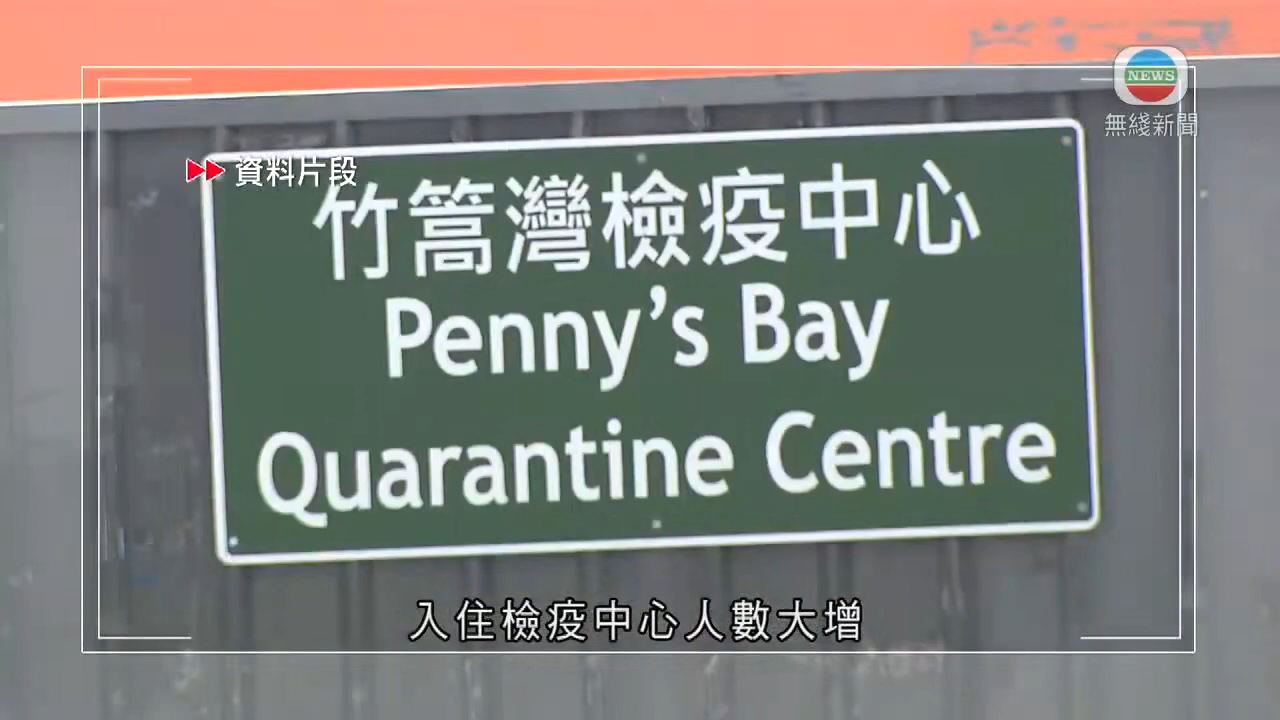 NEWS
無綫新聞
資料片段
竹篙灣檢疫中心
Penny's Bay
Quarantine Centre
入住檢疫中心人數大增